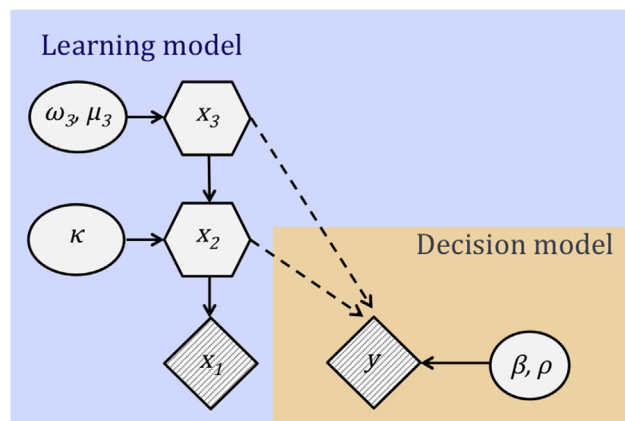 Learning model
ω₃, μ₃
x₃
κ
x₂
Decision model
x₁
y
β, ρ